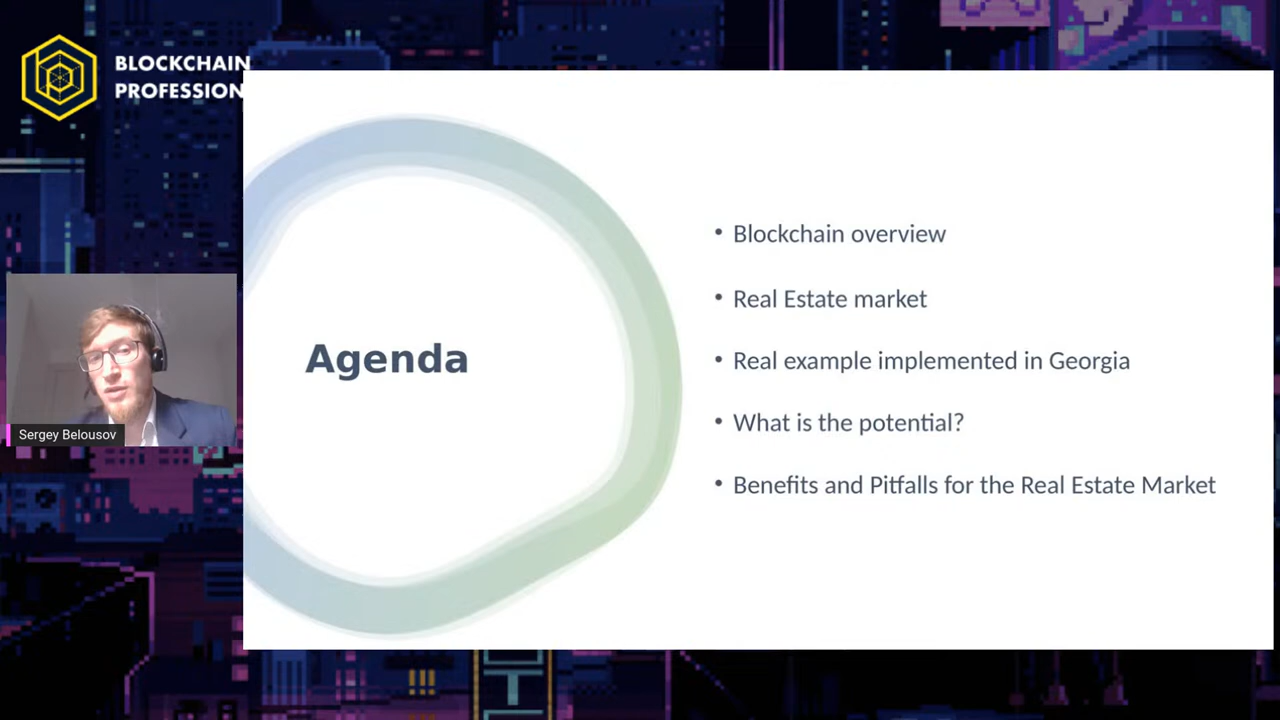 BLOCKCHAIN
PROFESSION
Agenda
• Blockchain overview
• Real Estate market
• Real example implemented in Georgia
• What is the potential?
• Benefits and Pitfalls for the Real Estate Market
Sergey Belousov